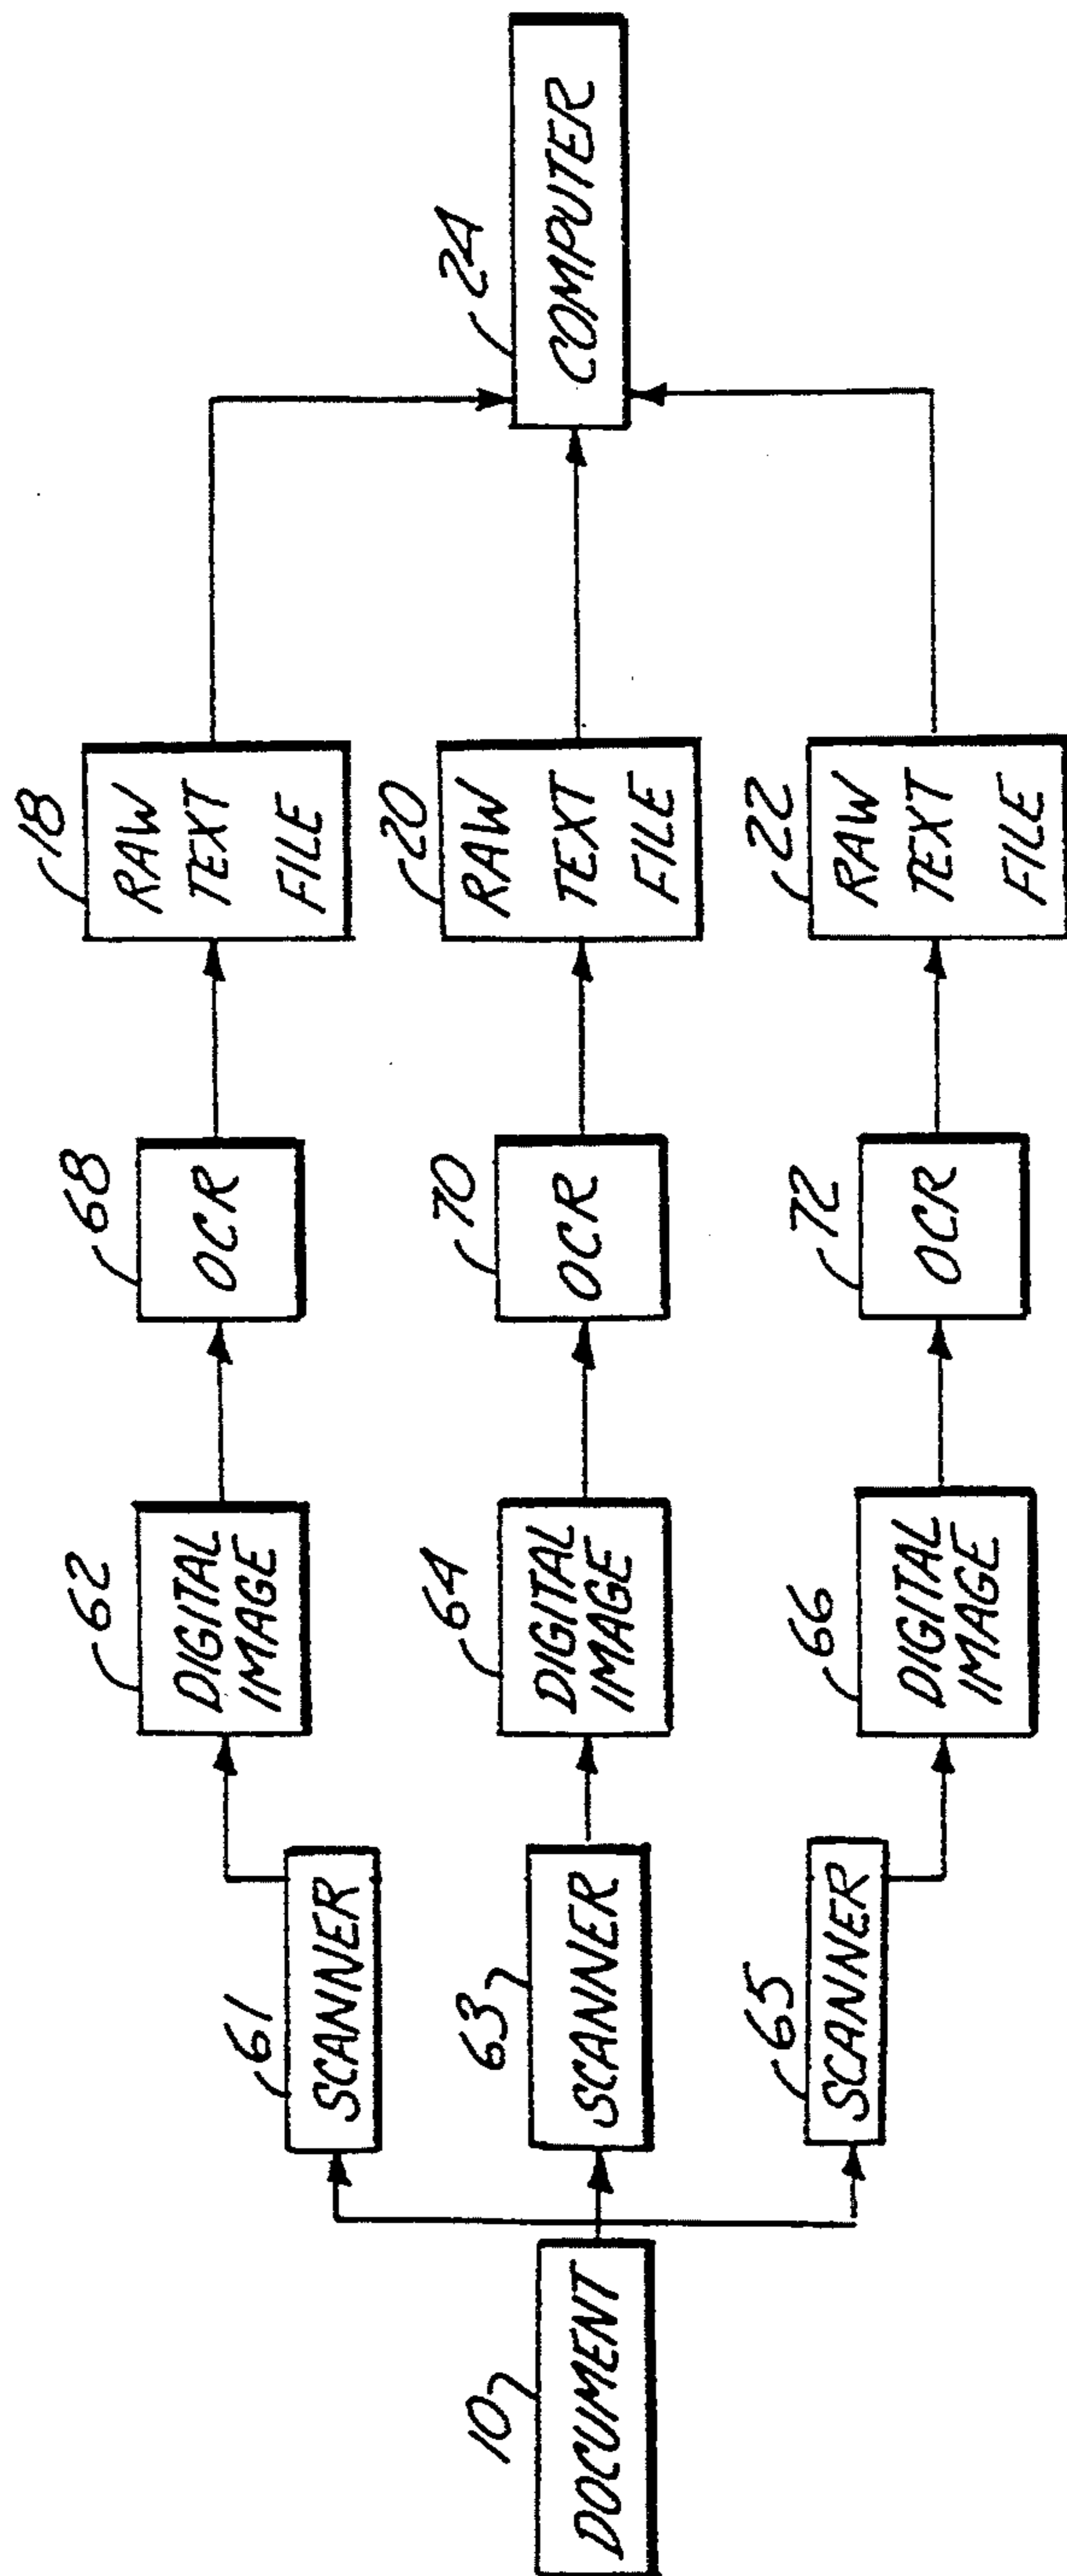 10
DOCUMENT
61
SCANNER
62
DIGITAL
IMAGE
68
OCR
18
RAW
TEXT
FILE
63
SCANNER
64
DIGITAL
IMAGE
70
OCR
20
RAW
TEXT
FILE
24
COMPUTER
65
SCANNER
66
DIGITAL
IMAGE
72
OCR
22
RAW
TEXT
FILE